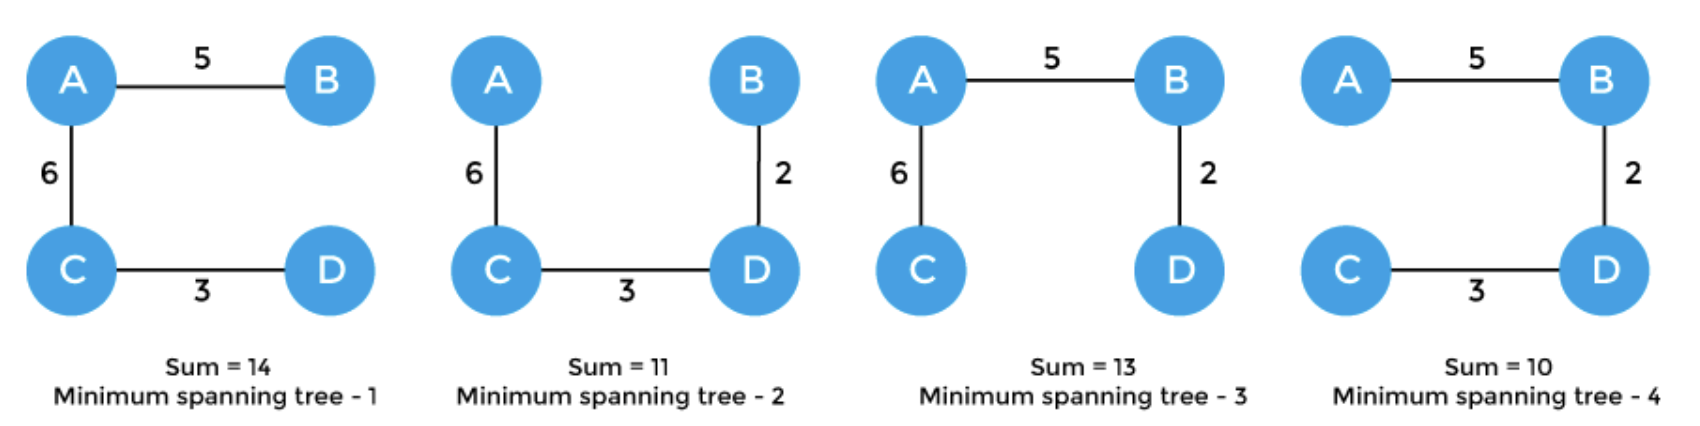 A 5 B
6
C 3 D
Sum = 14
Minimum spanning tree - 1
A B
6 2
C 3 D
Sum = 11
Minimum spanning tree - 2
A 5 B
6 2
C D
Sum = 13
Minimum spanning tree - 3
A 5 B
2
C 3 D
Sum = 10
Minimum spanning tree - 4